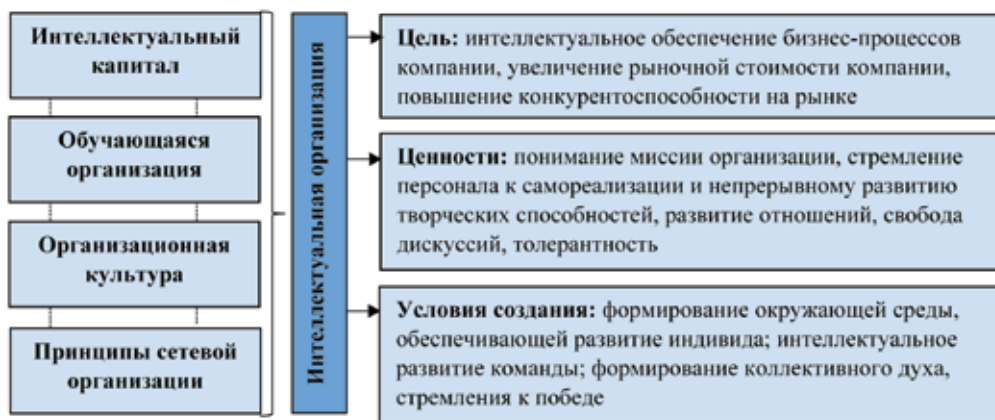 Интеллектуальный
капитал
Обучающаяся
организация
Организационная
культура
Принципы сетевой
организации
Интеллектуальная организация
Цель: интеллектуальное обеспечение бизнес-процессов
компании, увеличение рыночной стоимости компании,
повышение конкурентоспособности на рынке
Ценности: понимание миссии организации, стремление
персонала к самореализации и непрерывному развитию
творческих способностей, развитие отношений, свобода
дискуссий, толерантность
Условия создания: формирование окружающей среды,
обеспечивающей развитие индивида; интеллектуальное
развитие команды; формирование коллективного духа,
стремления к победе